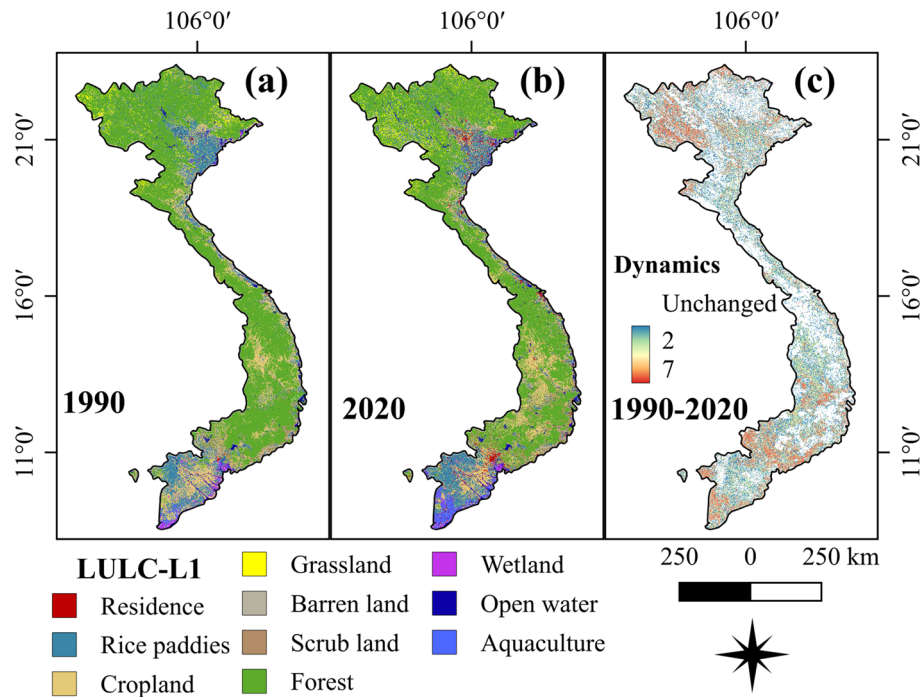 106°0′ 106°0′ 106°0′
(a) (b) (c)
21°0′ 21°0′
16°0′ 16°0′
11°0′ 11°0′
Dynamics
Unchanged
2
7
1990 2020 1990-2020
LULC-L1
Residence
Rice paddies
Cropland
Grassland
Barren land
Scrub land
Forest
Wetland
Open water
Aquaculture
250 0 250 km